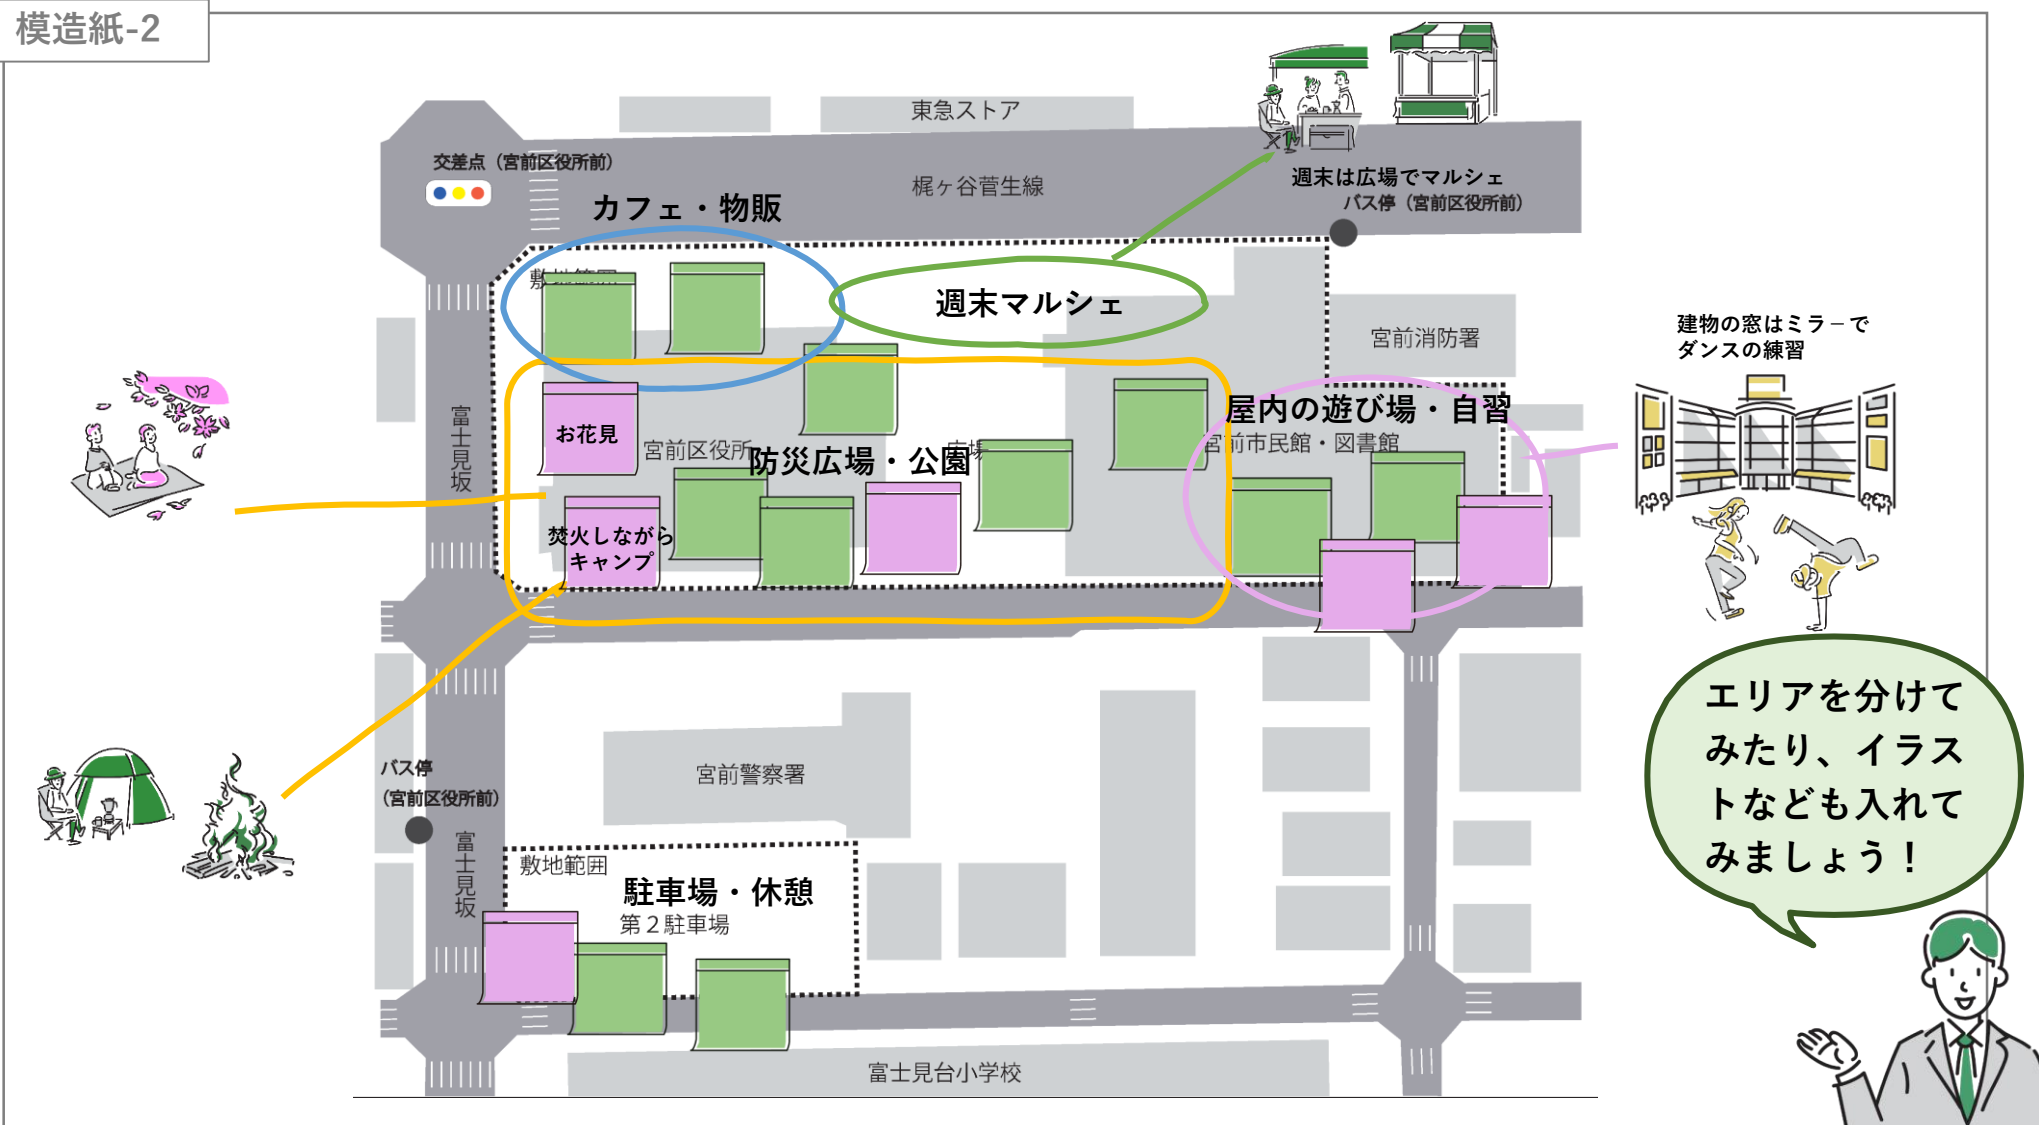 模造紙-2
東急ストア
交差点（宮前区役所前）
梶ヶ谷菅生線
週末は広場でマルシェ
バス停（宮前区役所前）
カフェ・物販
敷地範囲
週末マルシェ
宮前消防署
建物の窓はミラーで
ダンスの練習
屋内の遊び場・自習
宮前市民館・図書館
お花見
宮前区役所
広場
防災広場・公園
富士見坂
焚火しながら
キャンプ
エリアを分けて
みたり、イラス
トなども入れて
みましょう！
バス停
（宮前区役所前）
宮前警察署
富士見坂
敷地範囲
駐車場・休憩
第２駐車場
富士見台小学校